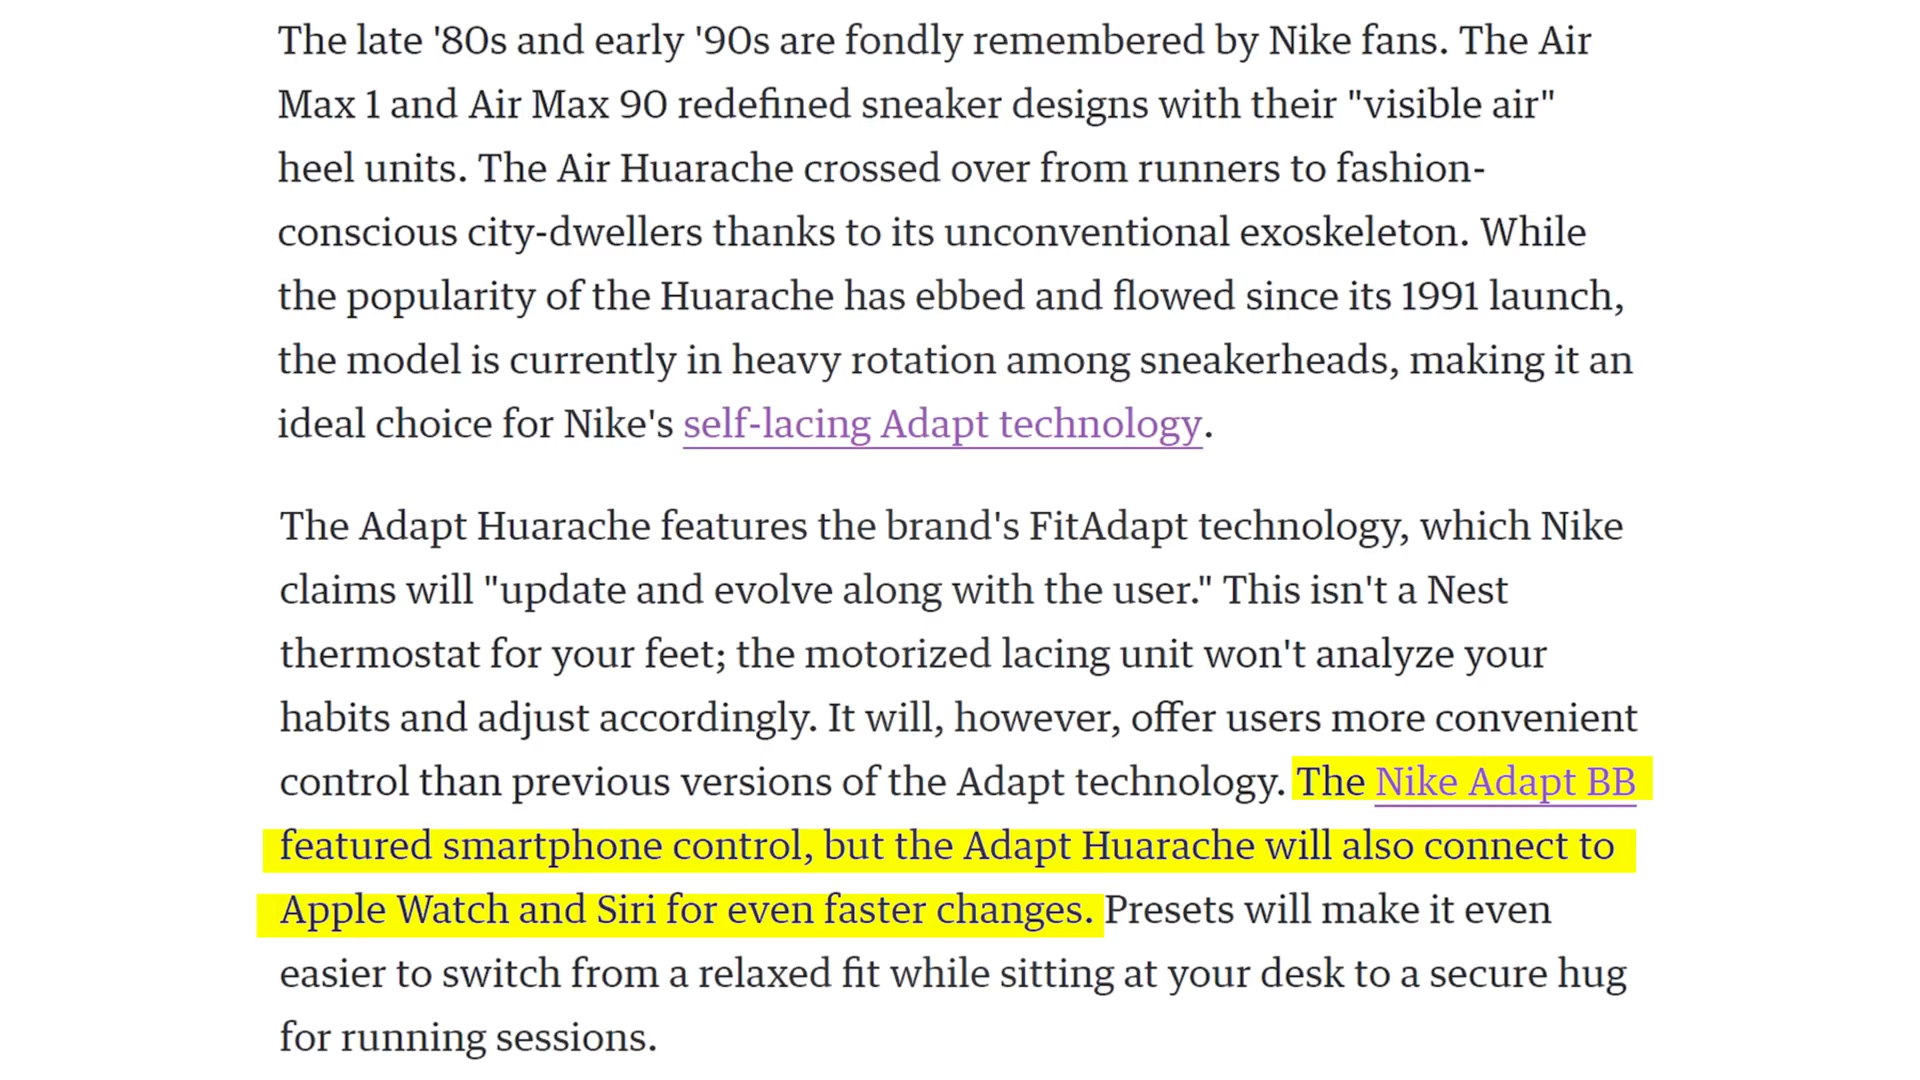 The late '80s and early '90s are fondly remembered by Nike fans. The Air
Max 1 and Air Max 90 redefined sneaker designs with their "visible air"
heel units. The Air Huarache crossed over from runners to fashion-
conscious city-dwellers thanks to its unconventional exoskeleton. While
the popularity of the Huarache has ebbed and flowed since its 1991 launch,
the model is currently in heavy rotation among sneakerheads, making it an
ideal choice for Nike's self-lacing Adapt technology.
The Adapt Huarache features the brand's FitAdapt technology, which Nike
claims will "update and evolve along with the user." This isn't a Nest
thermostat for your feet; the motorized lacing unit won't analyze your
habits and adjust accordingly. It will, however, offer users more convenient
control than previous versions of the Adapt technology. The Nike Adapt BB
featured smartphone control, but the Adapt Huarache will also connect to
Apple Watch and Siri for even faster changes. Presets will make it even
easier to switch from a relaxed fit while sitting at your desk to a secure hug
for running sessions.